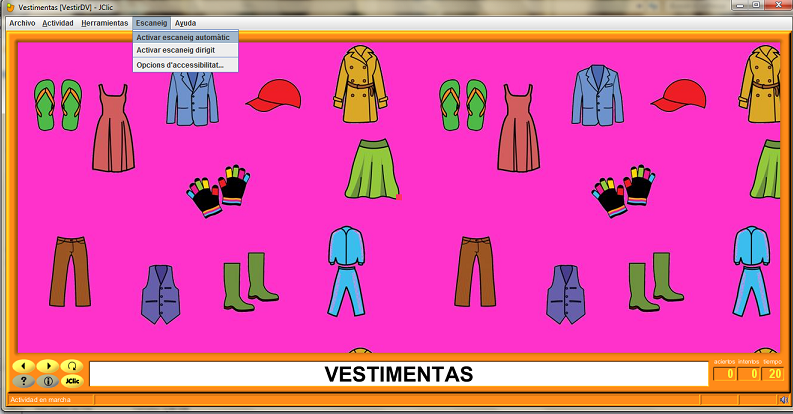 Vestimentas [VestirDV] - JClic
Archivo Actividad Herramientas Escaneig Ayuda
Activar escaneig automàtic
Activar escaneig dirigit
Opcions d'accessibilitat...
? i JClic
VESTIMENTAS
aciertos intentos tiempo
0 0 20
Actividad en marcha